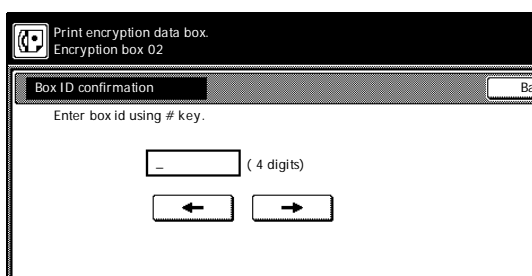 Print encryption data box.
Encryption box 02
Box ID confirmation
Ba
Enter box id using # key.
_ ( 4 digits)